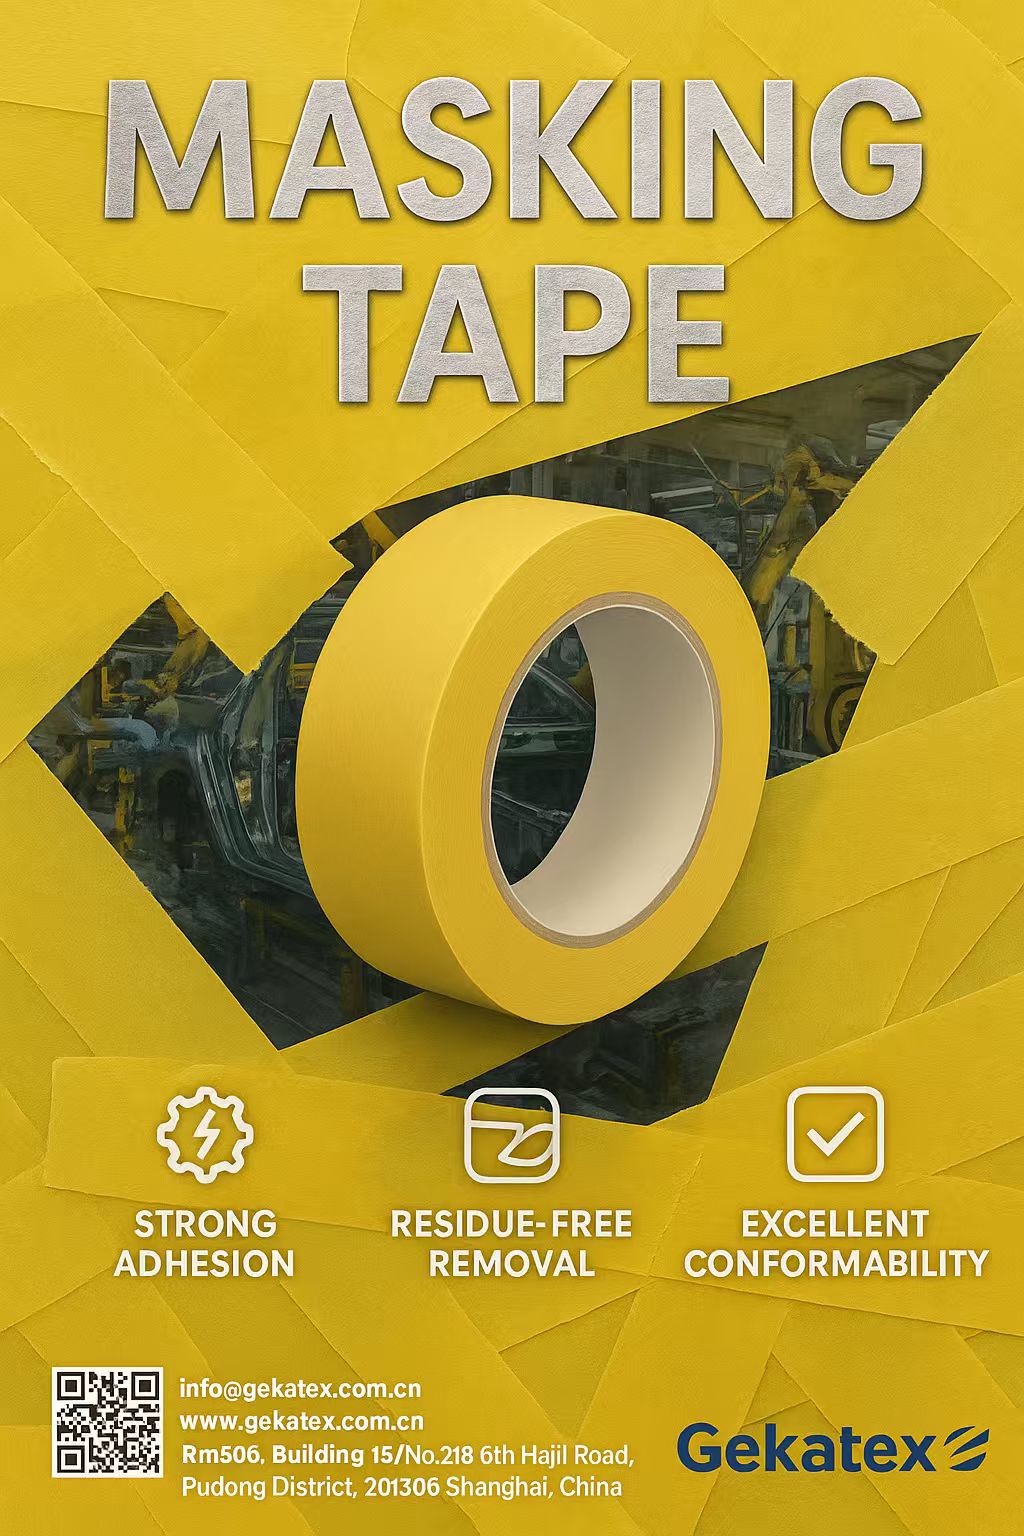 MASKING
TAPE
STRONG
ADHESION
RESIDUE-FREE
REMOVAL
EXCELLENT
CONFORMABILITY
info@gekatex.com.cn
www.gekatex.com.cn
Rm506, Building 15/No.218 6th Hajil Road,
Pudong District, 201306 Shanghai, China
Gekatex